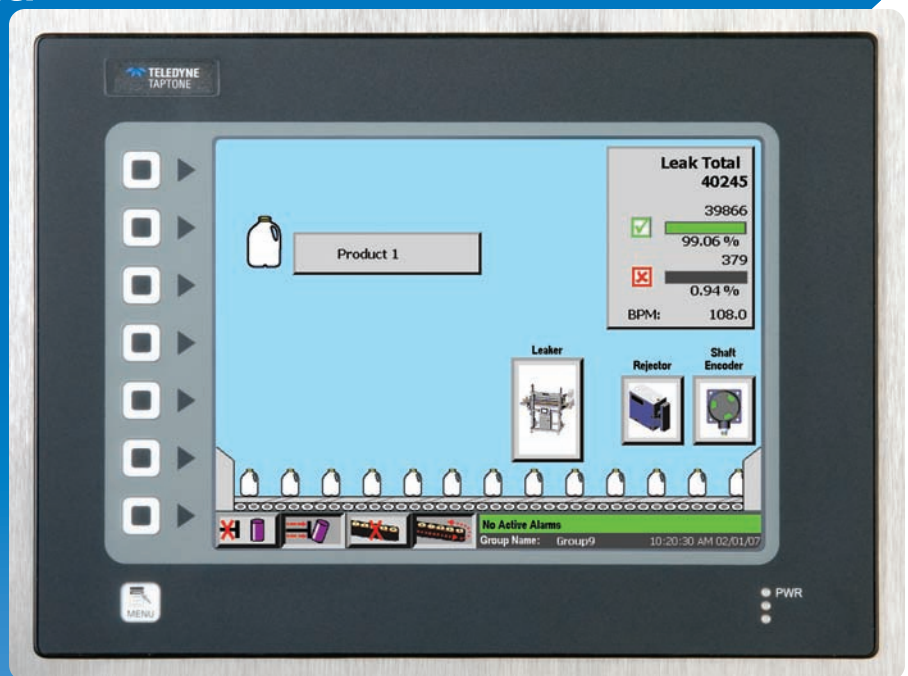 TELEDYNE
TAPTONE
Leak Total
40245
39866
99.06 %
379
0.94 %
BPM: 108.0
Product 1
Leaker
Rejector
Shaft
Encoder
No Active Alarms
Group Name: Group9 10:20:30 AM 02/01/07
MENU
PWR